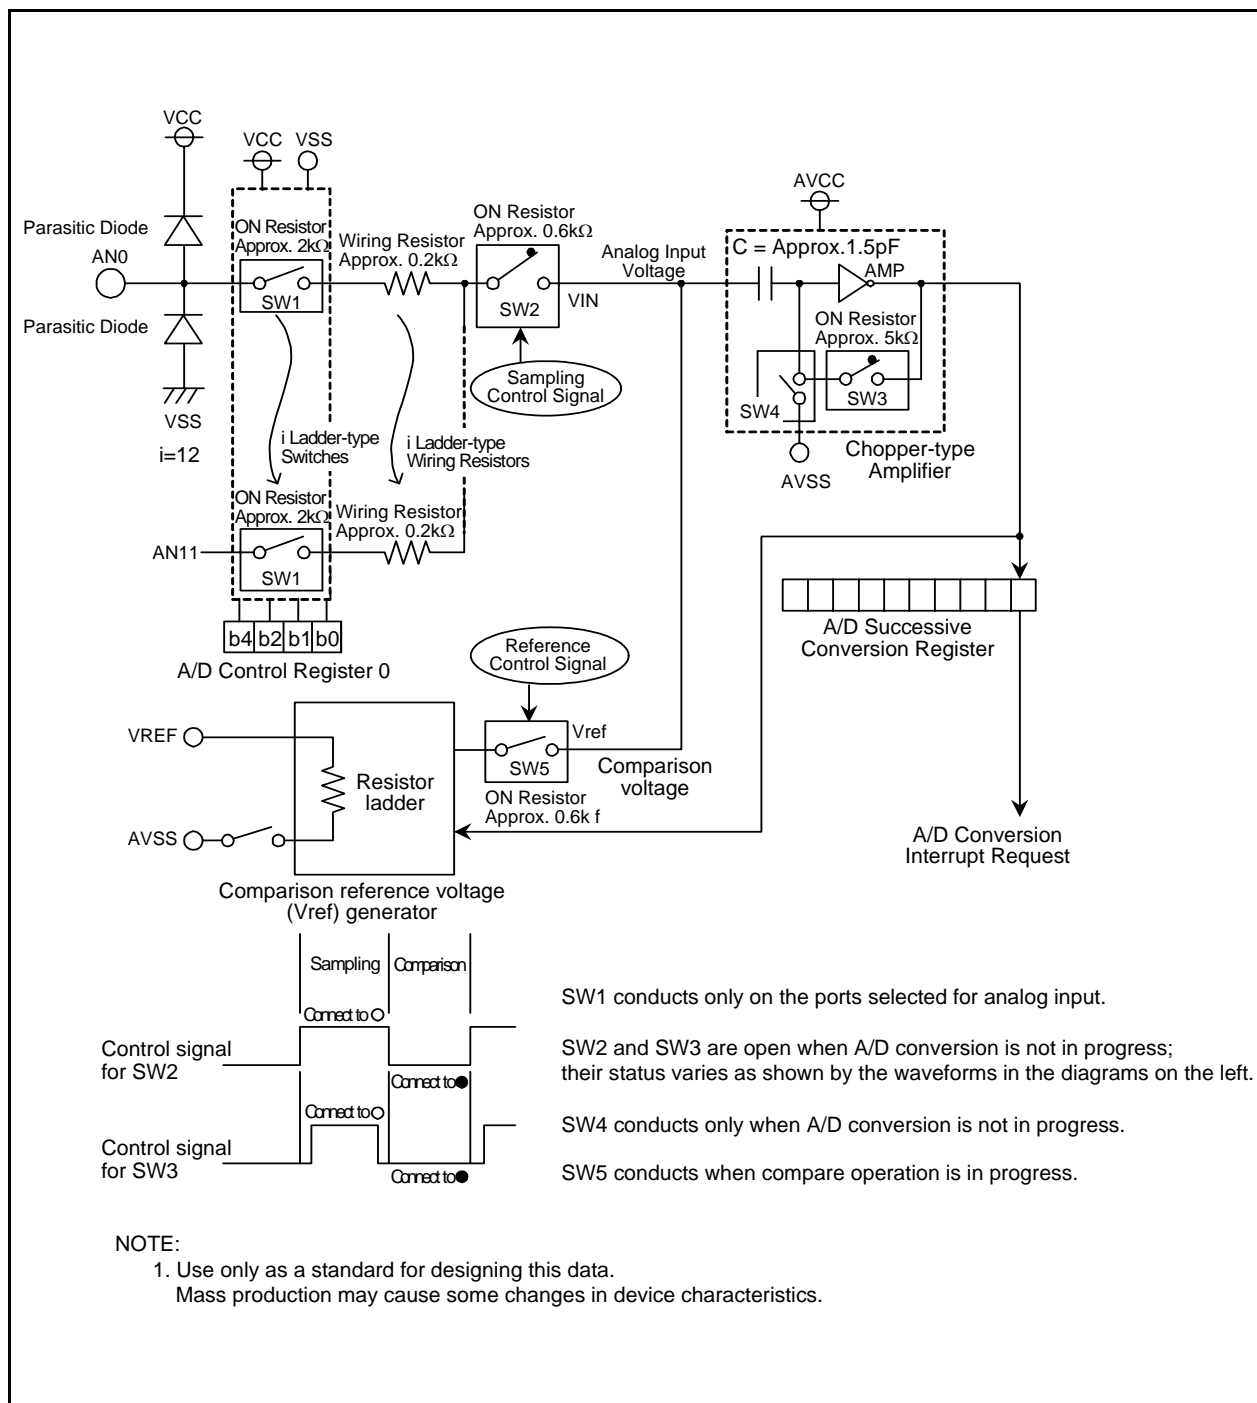 VCC
VCC
VSS
AVCC
Parasitic Diode
ON Resistor
Approx. 2kΩ
Wiring Resistor
Approx. 0.2kΩ
ON Resistor
Approx. 0.6kΩ
Analog Input
Voltage
C = Approx.1.5pF
AMP
AN0
SW1
SW2
VIN
Parasitic Diode
ON Resistor
Approx. 5kΩ
Sampling
Control Signal
SW4
SW3
VSS
i=12
i Ladder-type
Switches
i Ladder-type
Wiring Resistors
AVSS
Chopper-type
Amplifier
ON Resistor
Approx. 2kΩ
Wiring Resistor
Approx. 0.2kΩ
AN11
SW1
b4 b2 b1 b0
A/D Control Register 0
A/D Successive
Conversion Register
Reference
Control Signal
VREF
Vref
SW5
Resistor
ladder
Comparison
voltage
ON Resistor
Approx. 0.6k f
AVSS
A/D Conversion
Interrupt Request
Comparison reference voltage
(Vref) generator
Sampling
Comparison
Connect to
Control signal
for SW2
Connect to
Connect to
Control signal
for SW3
Connect to
SW1 conducts only on the ports selected for analog input.
SW2 and SW3 are open when A/D conversion is not in progress;
their status varies as shown by the waveforms in the diagrams on the left.
SW4 conducts only when A/D conversion is not in progress.
SW5 conducts when compare operation is in progress.
NOTE:
1. Use only as a standard for designing this data.
Mass production may cause some changes in device characteristics.